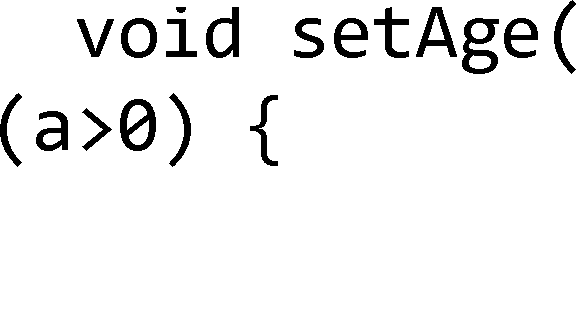 void setAge(
(a>0) {